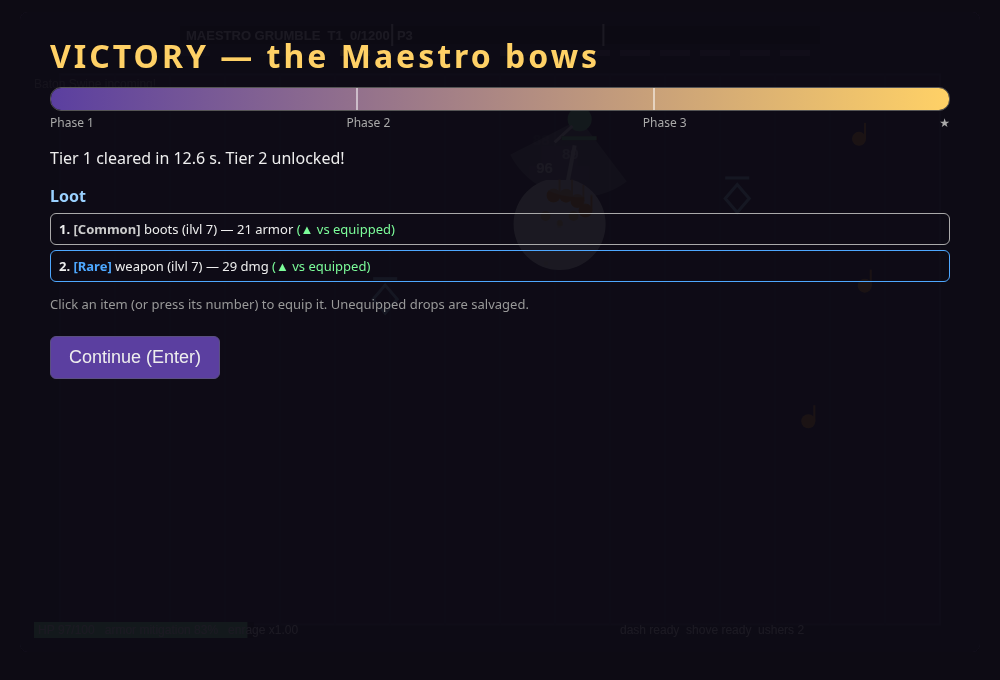 MAESTRO GRUMBLE T1 0/1200 P3
VICTORY — the Maestro bows
Phase 1 Phase 2 Phase 3 ★
Tier 1 cleared in 12.6 s. Tier 2 unlocked!
96
Loot
1. [Common] boots (ilvl 7) — 21 armor (▲ vs equipped)
2. [Rare] weapon (ilvl 7) — 29 dmg (▲ vs equipped)
Click an item (or press its number) to equip it. Unequipped drops are salvaged.
Continue (Enter)
x1.00 dash ready shove ready ushers 2